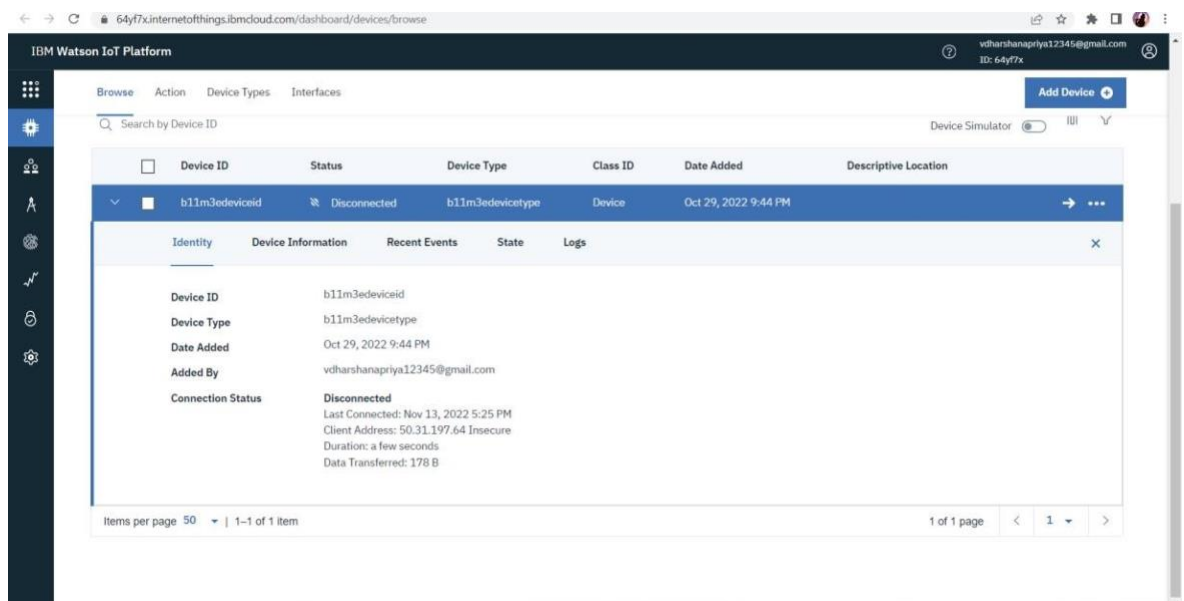 64yf7x.internetofthings.ibmcloud.com/dashboard/devices/browse
IBM Watson IoT Platform
vdharshanapriya12345@gmail.com
ID: 64yf7x
Browse Action Device Types Interfaces
Add Device
Search by Device ID
Device Simulator
Device ID Status Device Type Class ID Date Added Descriptive Location
b11m3edeviceid Disconnected b11m3edevicetype Device Oct 29, 2022 9:44 PM
Identity Device Information Recent Events State Logs
Device ID b11m3edeviceid
Device Type b11m3edevicetype
Date Added Oct 29, 2022 9:44 PM
Added By vdharshanapriya12345@gmail.com
Connection Status Disconnected
Last Connected: Nov 13, 2022 5:25 PM
Client Address: 50.31.197.64 Insecure
Duration: a few seconds
Data Transferred: 178 B
Items per page 50 | 1–1 of 1 item 1 of 1 page < 1 >